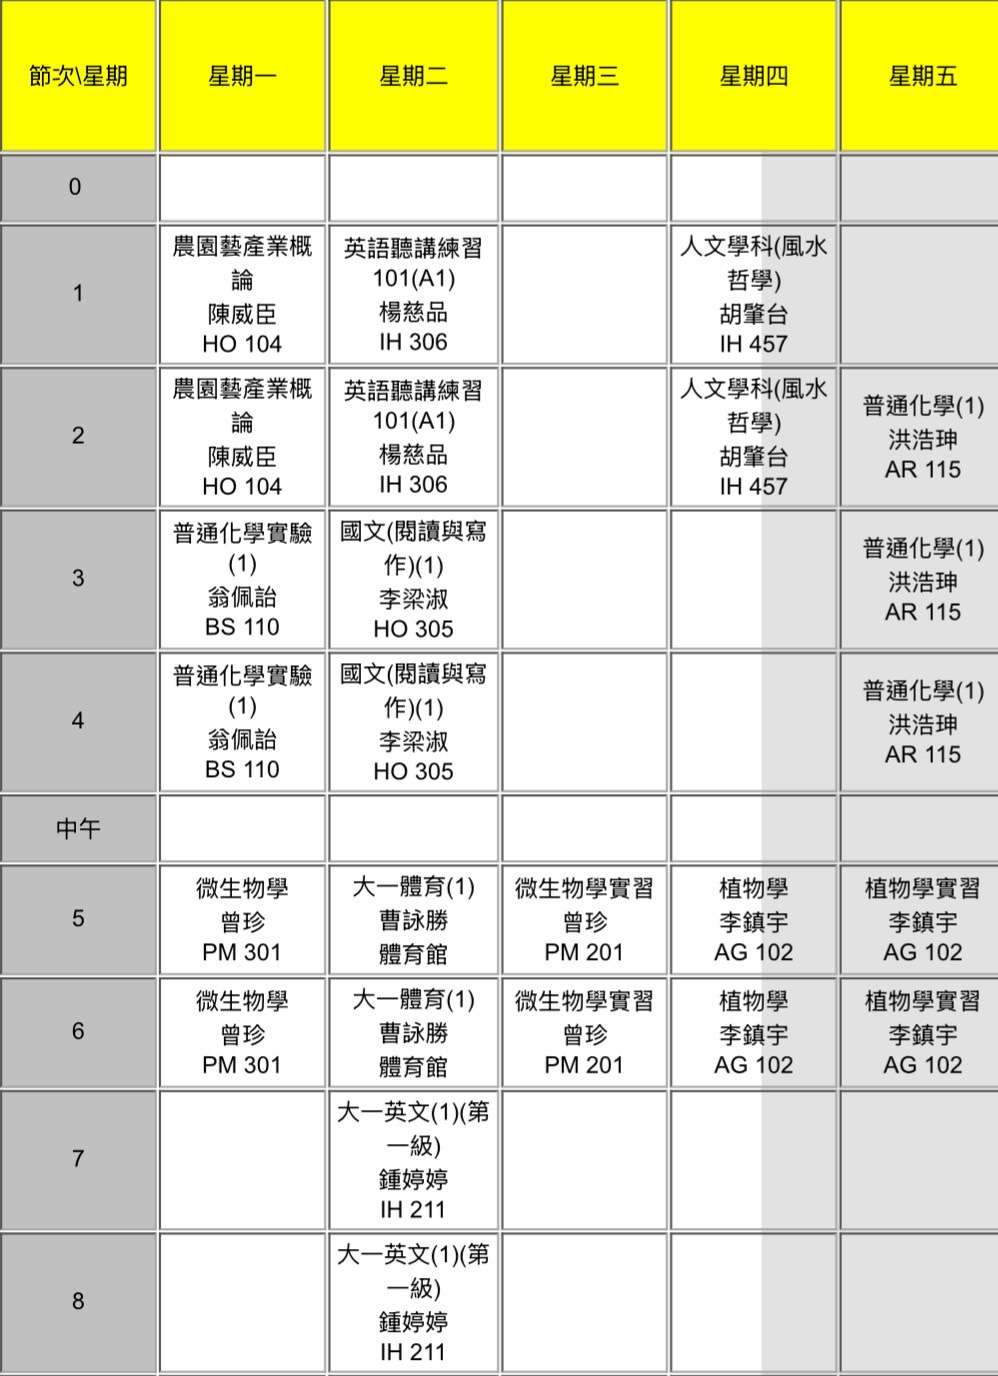 節次\星期 星期一 星期二 星期三 星期四 星期五
0
1
農園藝產業概
論
陳威臣
HO 104
英語聽講練習
101(A1)
楊慈品
IH 306
人文學科(風水
哲學)
胡肇台
IH 457
2
農園藝產業概
論
陳威臣
HO 104
英語聽講練習
101(A1)
楊慈品
IH 306
人文學科(風水
哲學)
胡肇台
IH 457
普通化學(1)
洪浩珅
AR 115
3
普通化學實驗
(1)
翁佩詒
BS 110
國文(閱讀與寫
作)(1)
李梁淑
HO 305
普通化學(1)
洪浩珅
AR 115
4
普通化學實驗
(1)
翁佩詒
BS 110
國文(閱讀與寫
作)(1)
李梁淑
HO 305
普通化學(1)
洪浩珅
AR 115
中午
5
微生物學
曾珍
PM 301
大一體育(1)
曹詠勝
體育館
微生物學實習
曾珍
PM 201
植物學
李鎮宇
AG 102
植物學實習
李鎮宇
AG 102
6
微生物學
曾珍
PM 301
大一體育(1)
曹詠勝
體育館
微生物學實習
曾珍
PM 201
植物學
李鎮宇
AG 102
植物學實習
李鎮宇
AG 102
7
大一英文(1)(第
一級)
鍾婷婷
IH 211
8
大一英文(1)(第
一級)
鍾婷婷
IH 211